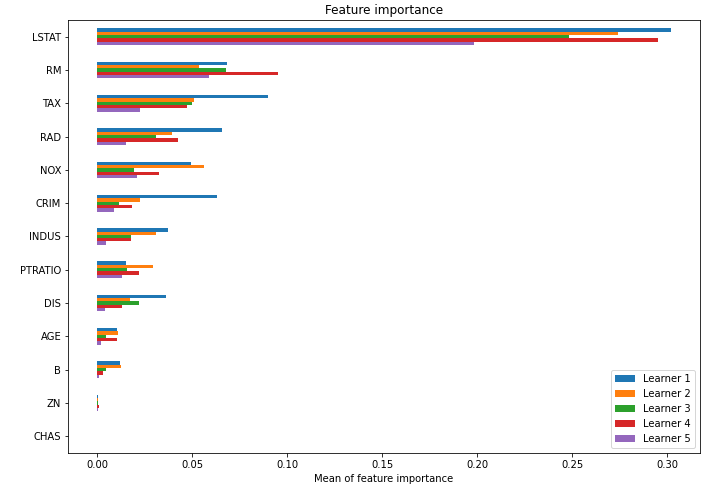 Feature importance
LSTAT
RM
TAX
RAD
NOX
CRIM
INDUS
PTRATIO
DIS
AGE
B
ZN
CHAS
Learner 1
Learner 2
Learner 3
Learner 4
Learner 5
0.00 0.05 0.10 0.15 0.20 0.25 0.30
Mean of feature importance